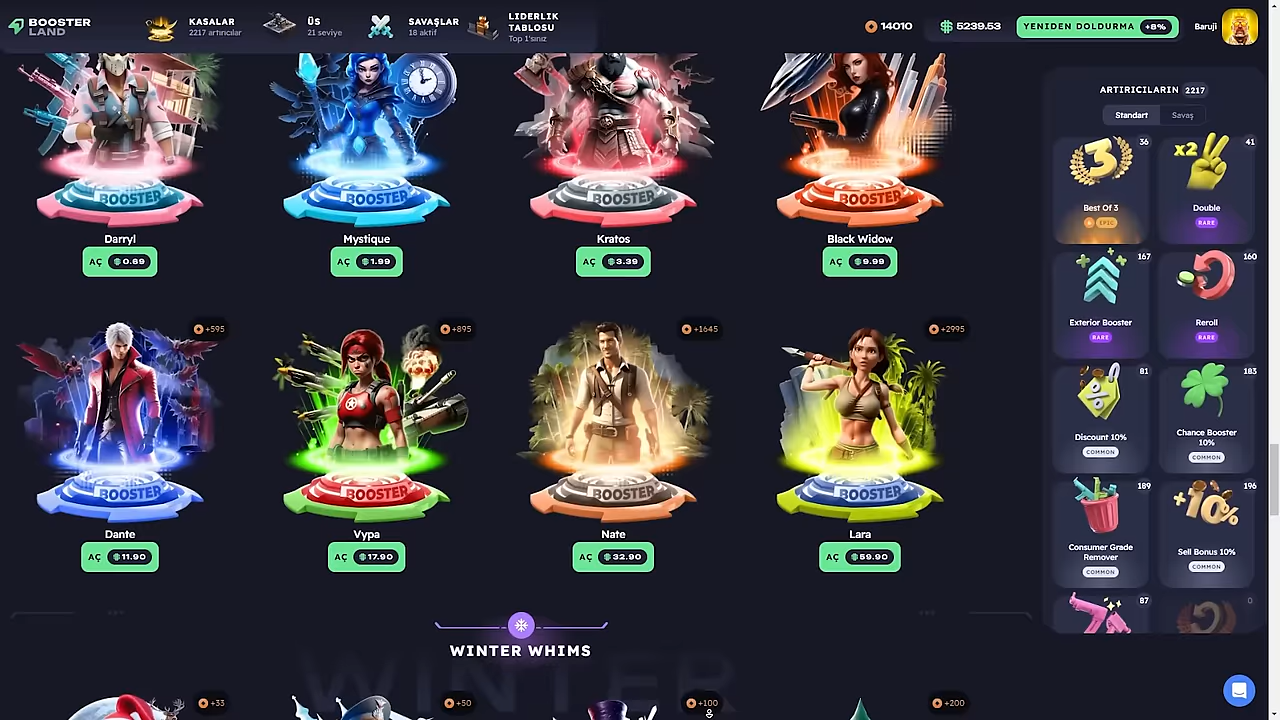 BOOSTER
LAND
KASALAR
2217 artırıcılar
ÜS
21 seviye
SAVAŞLAR
18 aktif
LIDERLIK
TABLOSU
Top 1'sınız
14010
5239.53
YENIDEN DOLDURMA +8%
Baruji
BOOSTER
BOOSTER
BOOSTER
BOOSTER
Darryl
Mystique
Kratos
Black Widow
AÇ 0.89
AÇ 1.99
AÇ 3.39
AÇ 9.99
+595
+895
+1645
+2995
BOOSTER
BOOSTER
BOOSTER
BOOSTER
Dante
Vypa
Nate
Lara
AÇ 11.90
AÇ 17.90
AÇ 32.90
AÇ 59.90
WINTER WHIMS
WINTER
+33
+50
+100
+200
ARTIRICILARIN 2217
Standart
Savaş
36
3
Best Of 3
EPIC
41
x2
Double
RARE
167
Exterior Booster
RARE
160
Reroll
RARE
81
%
Discount 10%
COMMON
183
Chance Booster
10%
COMMON
189
Consumer Grade
Remover
COMMON
196
+10%
Sell Bonus 10%
COMMON
87
0